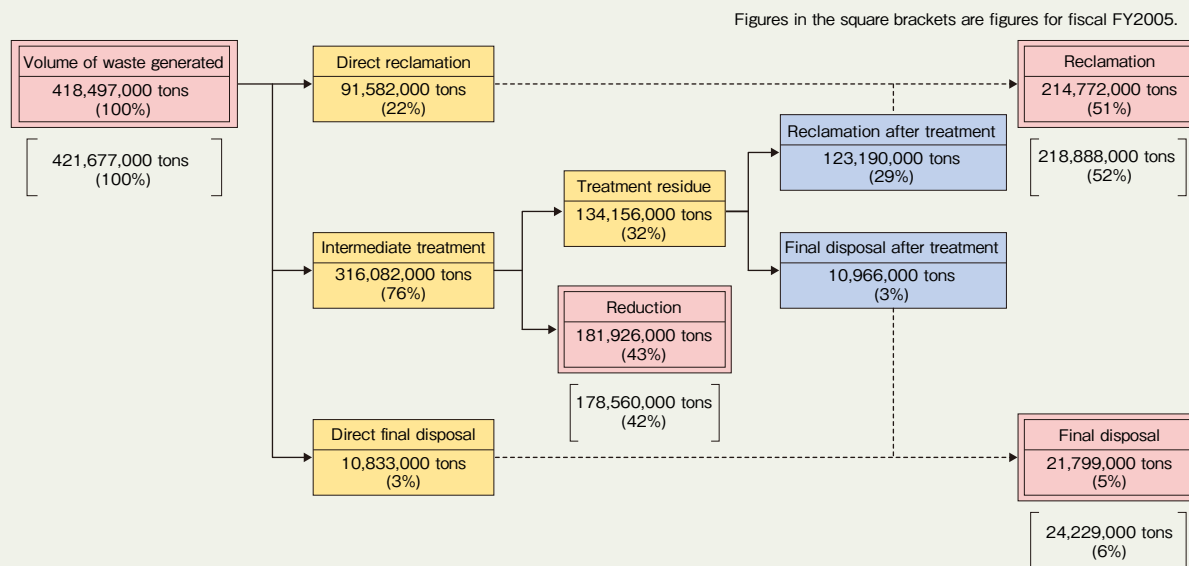 Figures in the square brackets are figures for fiscal FY2005.
Volume of waste generated
418,497,000 tons
(100%)
421,677,000 tons
(100%)
Direct reclamation
91,582,000 tons
(22%)
Intermediate treatment
316,082,000 tons
(76%)
Direct final disposal
10,833,000 tons
(3%)
Treatment residue
134,156,000 tons
(32%)
Reduction
181,926,000 tons
(43%)
178,560,000 tons
(42%)
Reclamation after treatment
123,190,000 tons
(29%)
Final disposal after treatment
10,966,000 tons
(3%)
Reclamation
214,772,000 tons
(51%)
218,888,000 tons
(52%)
Final disposal
21,799,000 tons
(5%)
24,229,000 tons
(6%)